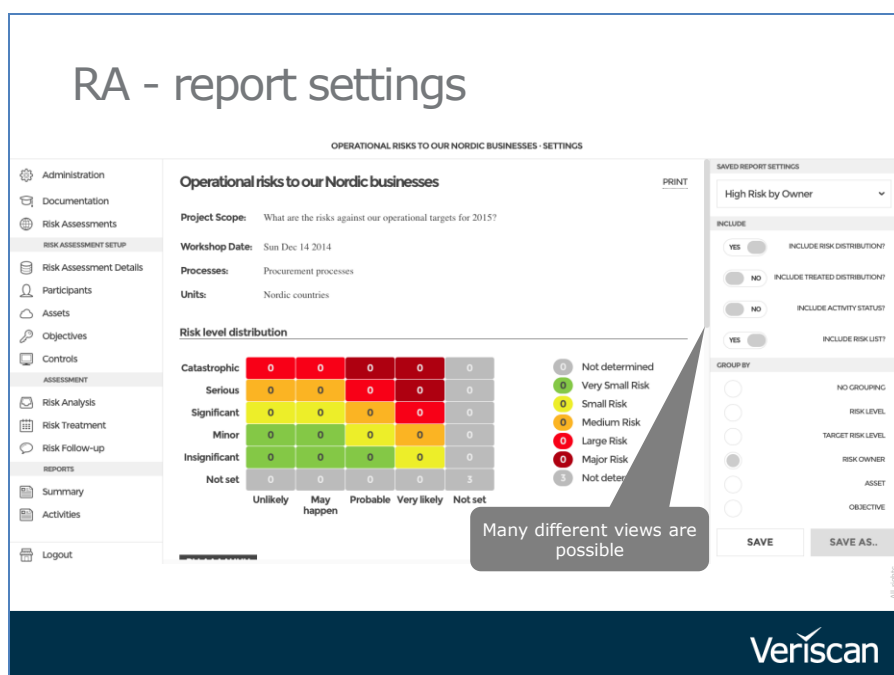 RA - report settings
OPERATIONAL RISKS TO OUR NORDIC BUSINESSES - SETTINGS
Administration
Documentation
Risk Assessments
RISK ASSESSMENT SETUP
Risk Assessment Details
Participants
Assets
Objectives
Controls
ASSESSMENT
Risk Analysis
Risk Treatment
Risk Follow-up
REPORTS
Summary
Activities
Logout
Operational risks to our Nordic businesses
PRINT
Project Scope: What are the risks against our operational targets for 2015?
Workshop Date: Sun Dec 14 2014
Processes: Procurement processes
Units: Nordic countries
Risk level distribution
Catastrophic 0 0 0 0 0
Serious 0 0 0 0 0
Significant 0 0 0 0 0
Minor 0 0 0 0 0
Insignificant 0 0 0 0 0
Not set 0 0 0 0 3
Unlikely May happen Probable Very likely Not set
0 Not determined
0 Very Small Risk
0 Small Risk
0 Medium Risk
0 Large Risk
0 Major Risk
3 Not deter
Many different views are
possible
SAVED REPORT SETTINGS
High Risk by Owner
INCLUDE
YES INCLUDE RISK DISTRIBUTION?
NO INCLUDE TREATED DISTRIBUTION?
NO INCLUDE ACTIVITY STATUS?
YES INCLUDE RISK LIST?
GROUP BY
NO GROUPING
RISK LEVEL
TARGET RISK LEVEL
RISK OWNER
ASSET
OBJECTIVE
SAVE SAVE AS..
Veriscan